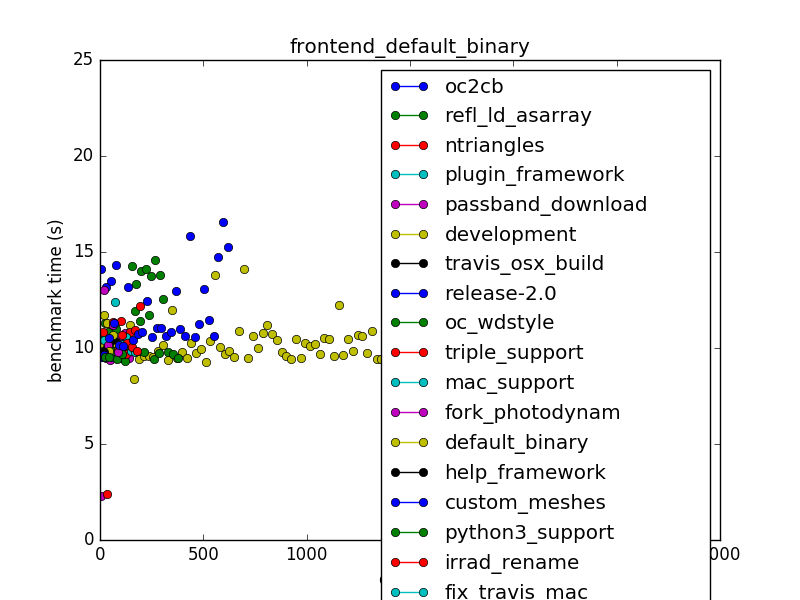 frontend_default_binary
25
20
15
10
5
0
benchmark time (s)
0
500
1000
000
oc2cb
refl_ld_asarray
ntriangles
plugin_framework
passband_download
development
travis_osx_build
release-2.0
oc_wdstyle
triple_support
mac_support
fork_photodynam
default_binary
help_framework
custom_meshes
python3_support
irrad_rename
fix_travis_mac